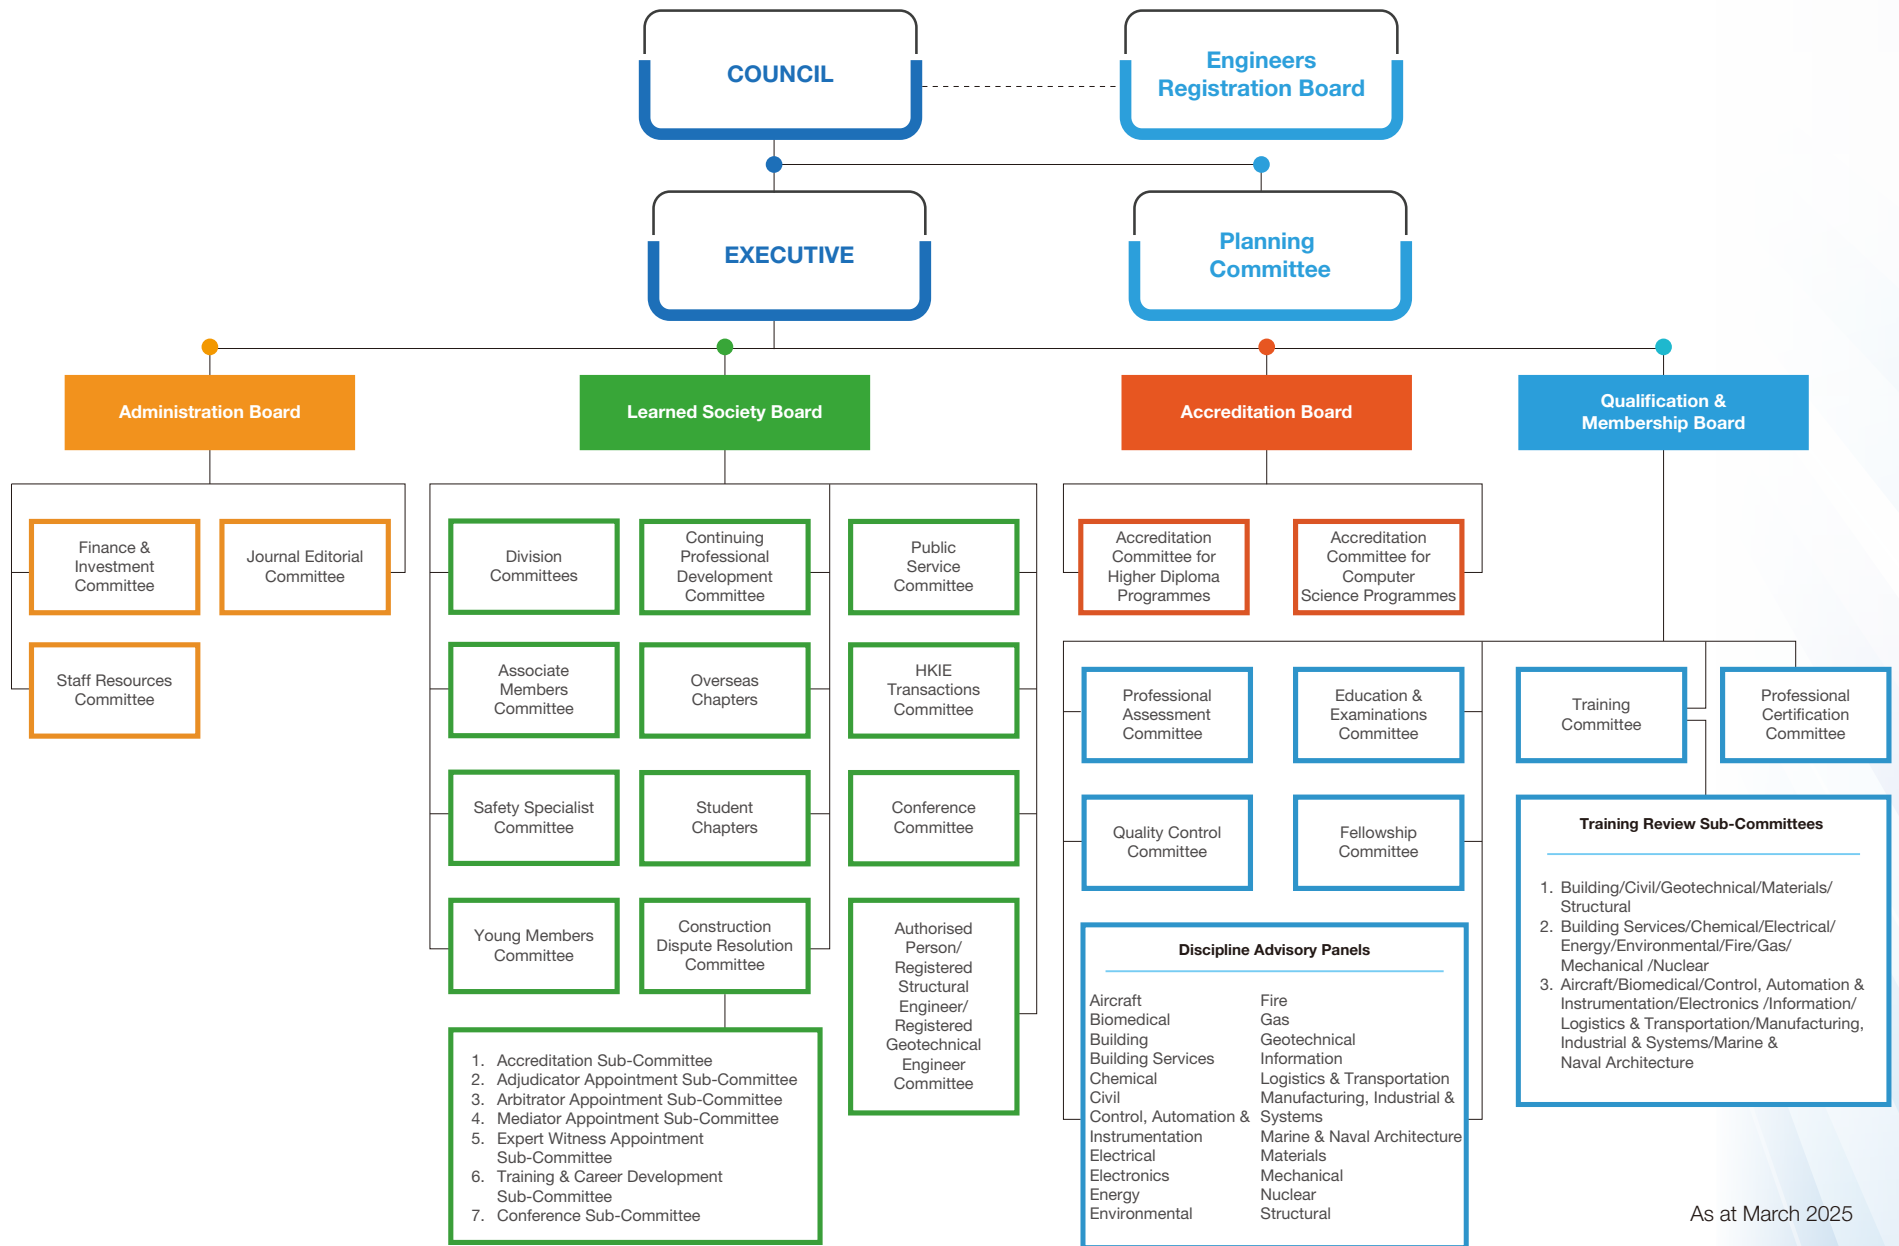 COUNCIL
Engineers
Registration Board
EXECUTIVE
Planning
Committee
Administration Board
Learned Society Board
Accreditation Board
Qualification &
Membership Board
Finance &
Investment
Committee
Journal Editorial
Committee
Staff Resources
Committee
Division
Committees
Continuing
Professional
Development
Committee
Public
Service
Committee
Associate
Members
Committee
Overseas
Chapters
HKIE
Transactions
Committee
Safety Specialist
Committee
Student
Chapters
Conference
Committee
Young Members
Committee
Construction
Dispute Resolution
Committee
Authorised
Person/
Registered
Structural
Engineer/
Registered
Geotechnical
Engineer
Committee
1. Accreditation Sub-Committee
2. Adjudicator Appointment Sub-Committee
3. Arbitrator Appointment Sub-Committee
4. Mediator Appointment Sub-Committee
5. Expert Witness Appointment
Sub-Committee
6. Training & Career Development
Sub-Committee
7. Conference Sub-Committee
Accreditation
Committee for
Higher Diploma
Programmes
Accreditation
Committee for
Computer
Science Programmes
Professional
Assessment
Committee
Education &
Examinations
Committee
Training
Committee
Professional
Certification
Committee
Quality Control
Committee
Fellowship
Committee
Discipline Advisory Panels
Aircraft
Biomedical
Building
Building Services
Chemical
Civil
Control, Automation &
Instrumentation
Electrical
Electronics
Energy
Environmental
Fire
Gas
Geotechnical
Information
Logistics & Transportation
Manufacturing, Industrial &
Systems
Marine & Naval Architecture
Materials
Mechanical
Nuclear
Structural
Training Review Sub-Committees
1. Building/Civil/Geotechnical/Materials/
Structural
2. Building Services/Chemical/Electrical/
Energy/Environmental/Fire/Gas/
Mechanical /Nuclear
3. Aircraft/Biomedical/Control, Automation &
Instrumentation/Electronics /Information/
Logistics & Transportation/Manufacturing,
Industrial & Systems/Marine &
Naval Architecture
As at March 2025